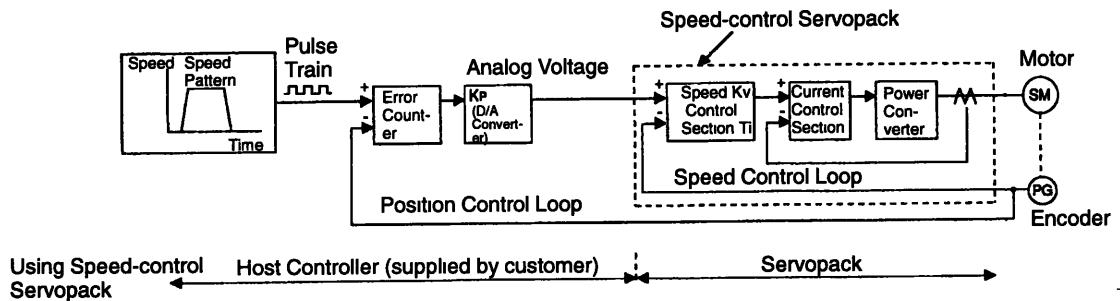 Speed-control Servopack
Speed
Speed
Pattern
Time
Pulse
Train
Error
Count-
er
Analog Voltage
KP
(D/A
Convert-
er)
Speed Kv
Control
Section Ti
Current
Control
Section
Power
Con-
verter
Motor
SM
Speed Control Loop
Position Control Loop
PG
Encoder
Using Speed-control
Servopack
Host Controller (supplied by customer)
Servopack